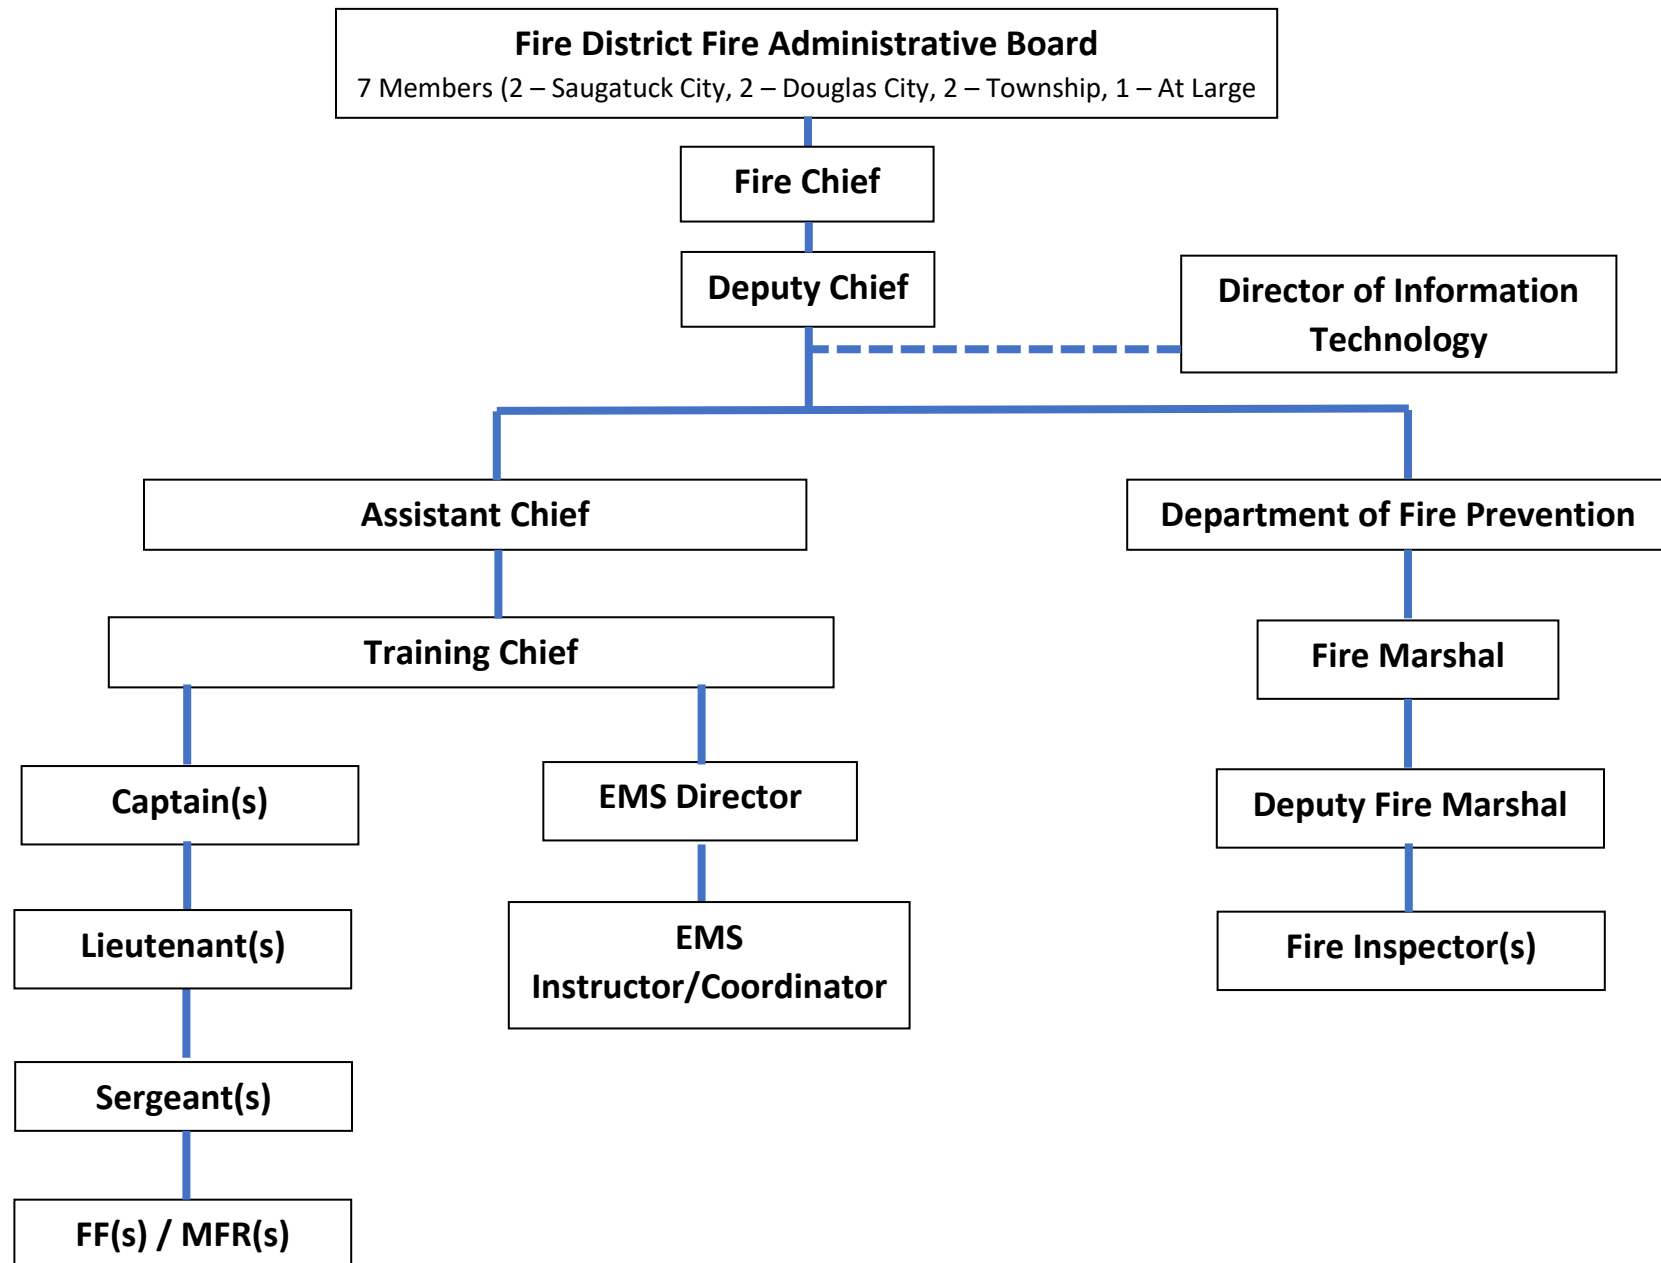 Fire District Fire Administrative Board
7 Members (2 – Saugatuck City, 2 – Douglas City, 2 – Township, 1 – At Large
Fire Chief
Deputy Chief
Director of Information
Technology
Assistant Chief
Department of Fire Prevention
Training Chief
Fire Marshal
Captain(s)
EMS Director
Deputy Fire Marshal
Lieutenant(s)
EMS
Instructor/Coordinator
Fire Inspector(s)
Sergeant(s)
FF(s) / MFR(s)